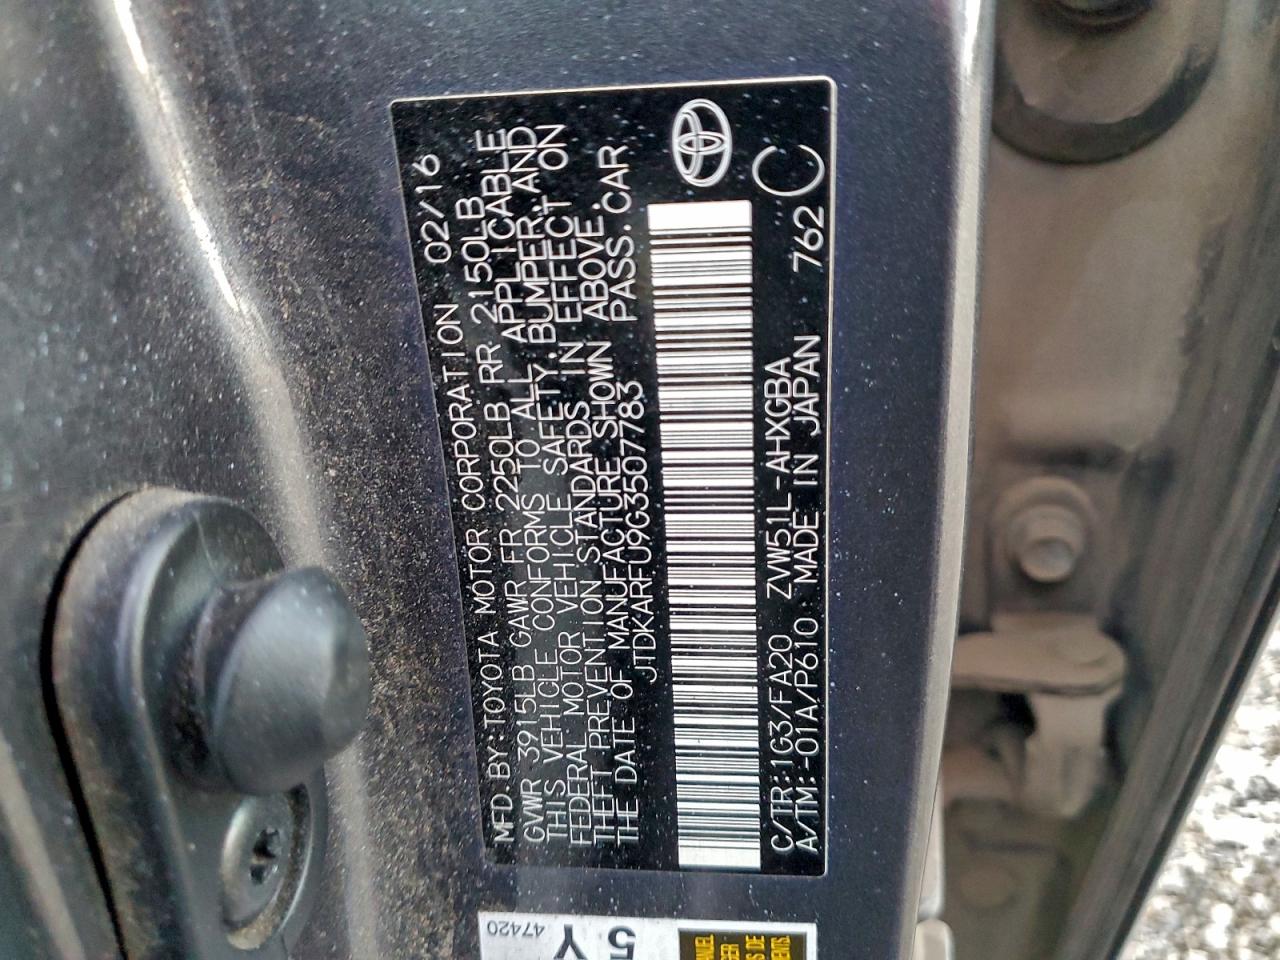 MFD. BY: TOYOTA MOTOR CORPORATION 02/16
GVWR 3915LB GAWR FR 2250LB RR 2150LB
THIS VEHICLE CONFORMS TO ALL APPLICABLE
FEDERAL MOTOR VEHICLE SAFETY, BUMPER, AND
THEFT PREVENTION STANDARDS IN EFFECT ON
THE DATE OF MANUFACTURE SHOWN ABOVE.
JTDKARFU9G3507783 PASS. CAR
C/TR: 1G3/FA20 ZVW51L-AHXGBA
A/TM: -01A/P610 MADE IN JAPAN 762 C
47420
5Y